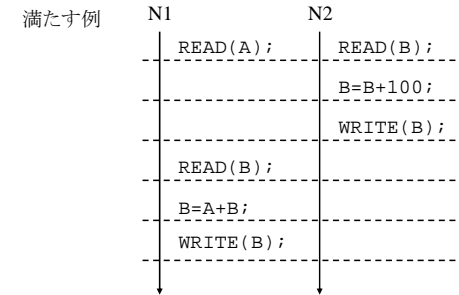 満たす例 N1 N2
READ(A); READ(B);
B=B+100;
WRITE(B);
READ(B);
B=A+B;
WRITE(B);